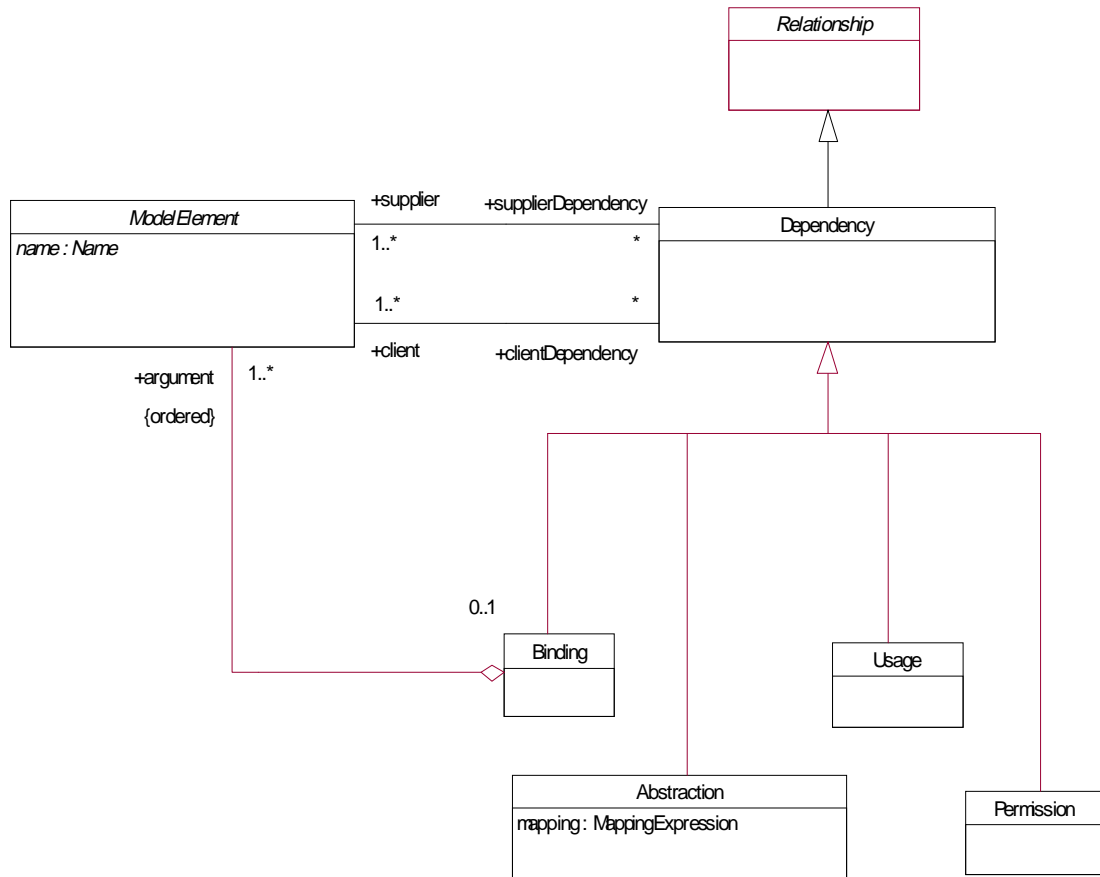 Relationship
+supplier
+supplierDependency
ModelElement
Dependency
name : Name
1..*
*
1..*
*
+client
+clientDependency
+argument
1..*
{ordered}
0..1
Binding
Usage
Abstraction
mapping : MappingExpression
Permission